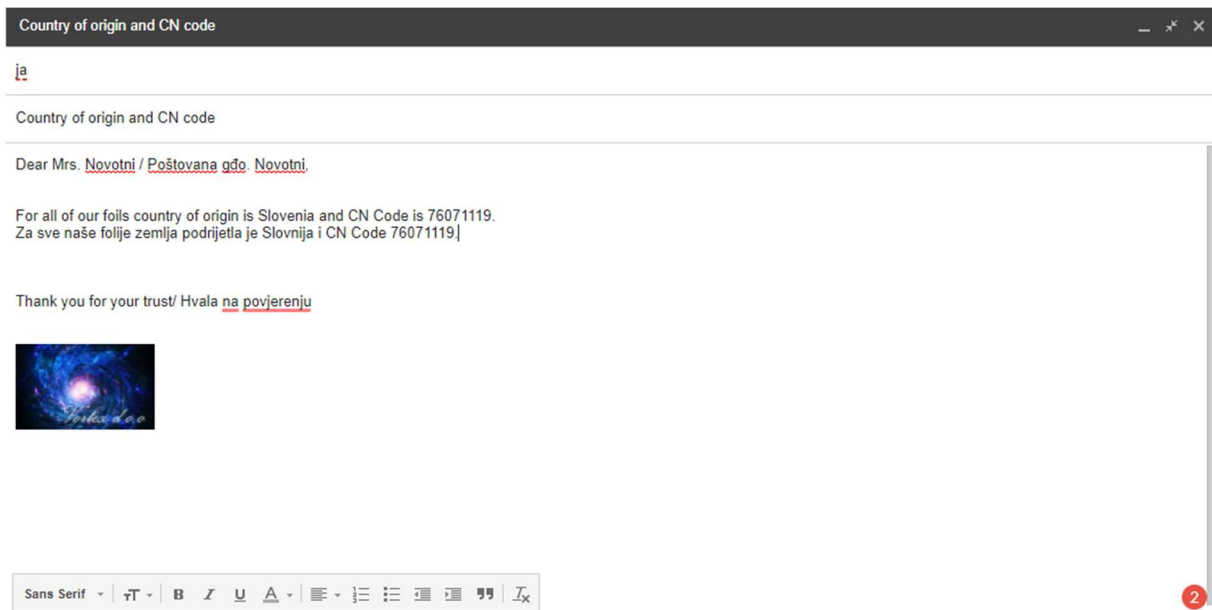 Country of origin and CN code
ja
Country of origin and CN code
Dear Mrs. Novotni / Poštovana gđo. Novotni,
For all of our foils country of origin is Slovenia and CN Code is 76071119.
Za sve naše folije zemlja podrijetla je Slovnija i CN Code 76071119.
Thank you for your trust/ Hvala na povjerenju
Vortex d.o.o
Sans Serif
2